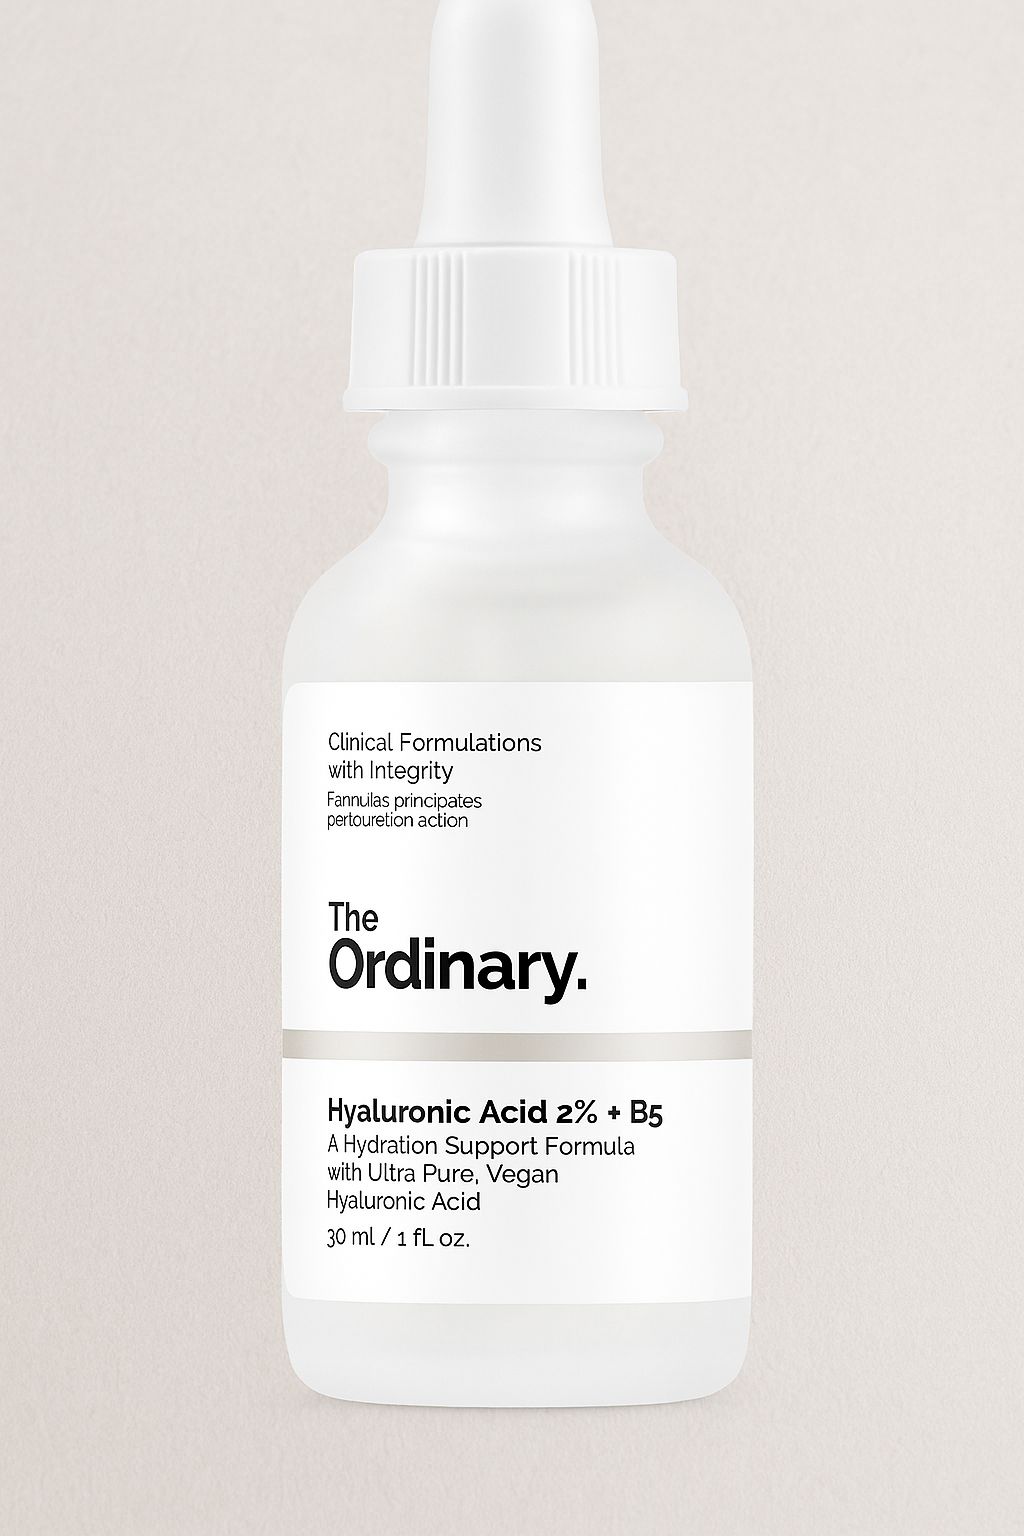 Clinical Formulations
with Integrity
Fannulas principates
pertouretion action
The
Ordinary.
Hyaluronic Acid 2% + B5
A Hydration Support Formula
with Ultra Pure, Vegan
Hyaluronic Acid
30 ml / 1 fL oz.